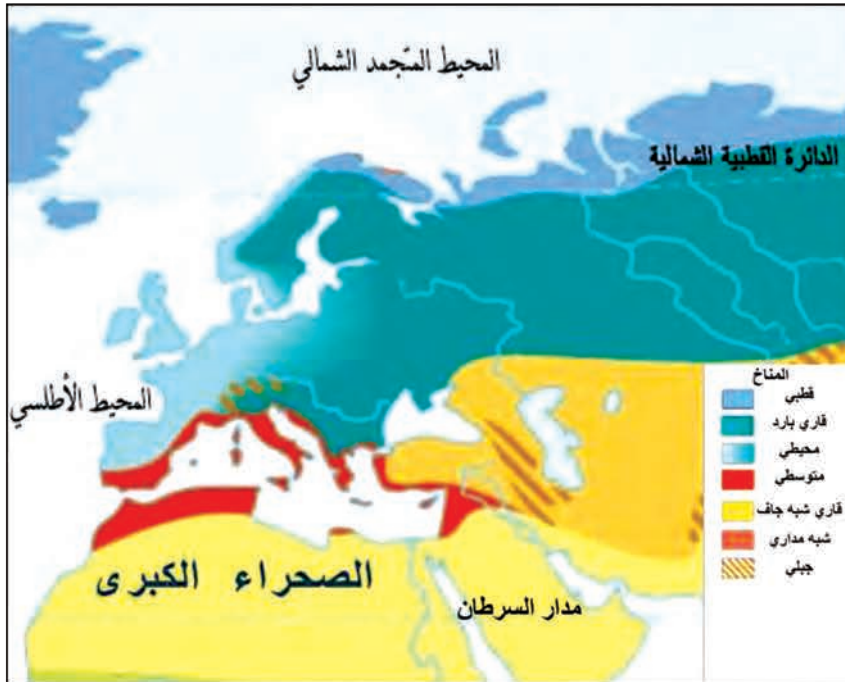 المحيط المتجمد الشمالي
الدائرة القطبية الشمالية
المحيط الأطلسي
الصحراء الكبرى
مدار السرطان
المناخ
قطبي
قاري بارد
محيطي
متوسطي
قاري شبه جاف
شبه مداري
جبلي